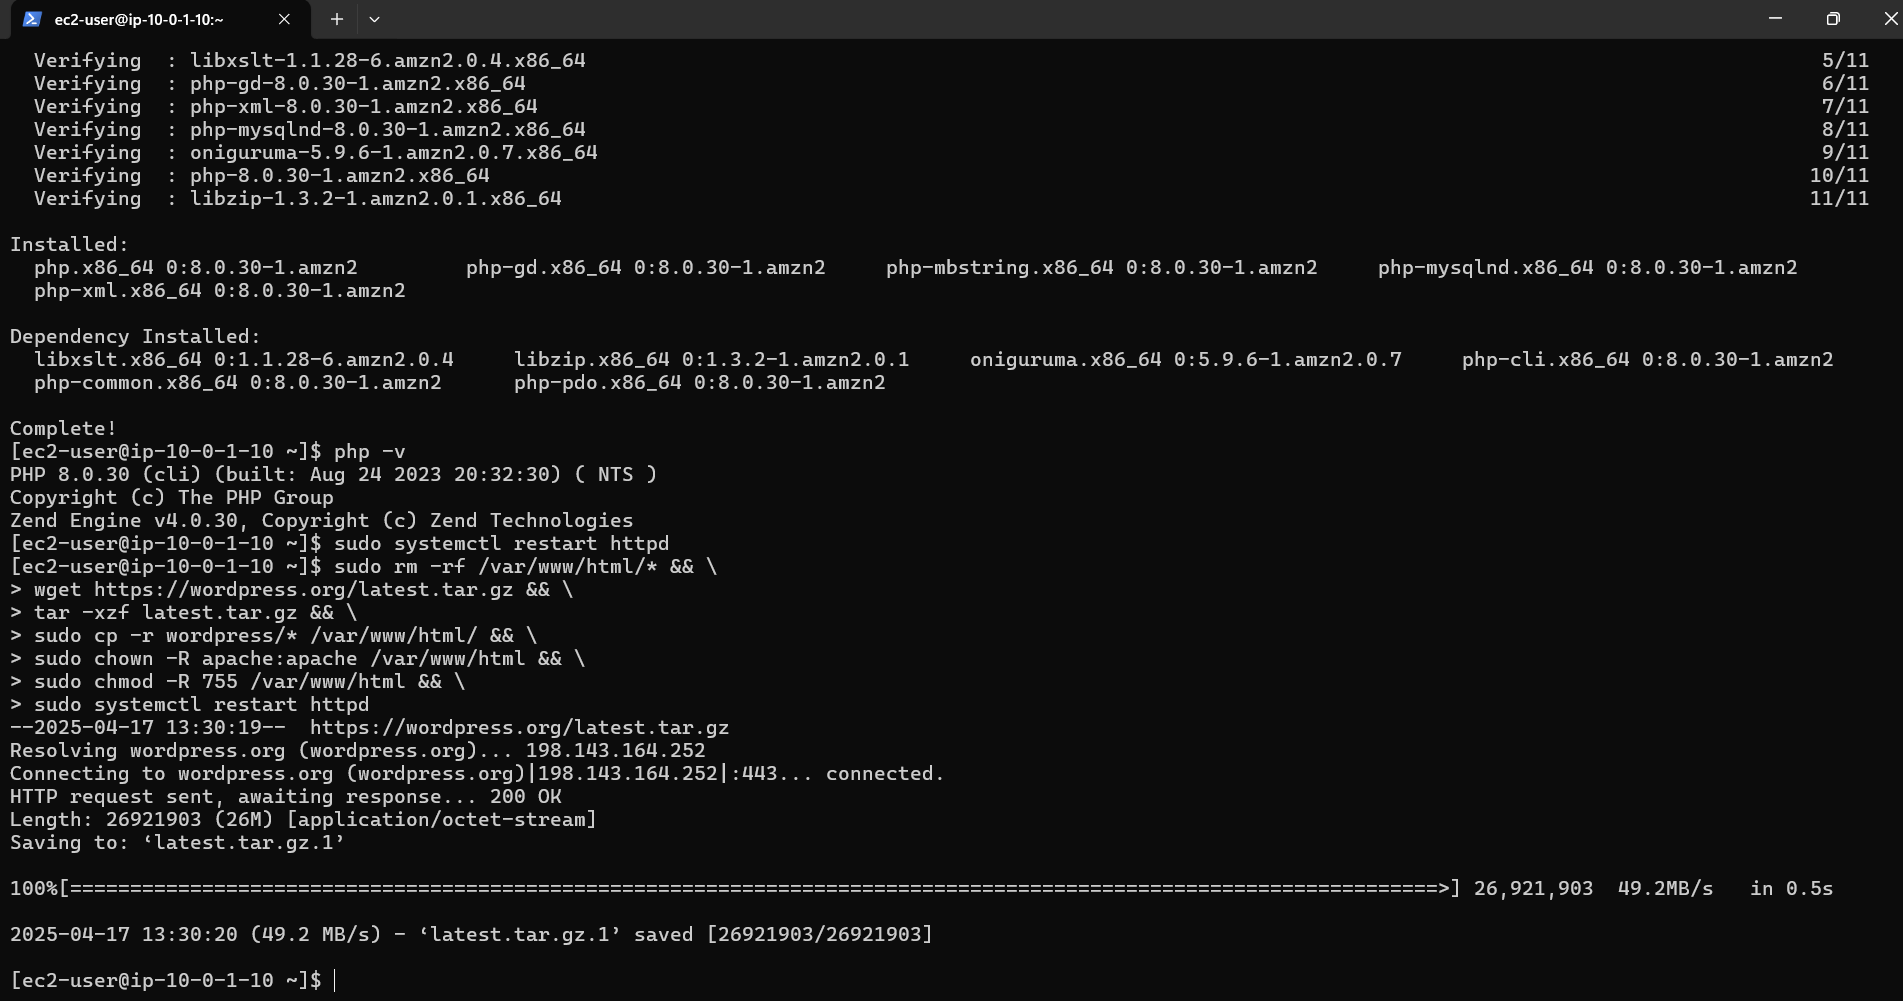 ec2-user@ip-10-0-1-10:~
Verifying  : libxslt-1.1.28-6.amzn2.0.4.x86_64 5/11
Verifying  : php-gd-8.0.30-1.amzn2.x86_64 6/11
Verifying  : php-xml-8.0.30-1.amzn2.x86_64 7/11
Verifying  : php-mysqlnd-8.0.30-1.amzn2.x86_64 8/11
Verifying  : oniguruma-5.9.6-1.amzn2.0.7.x86_64 9/11
Verifying  : php-8.0.30-1.amzn2.x86_64 10/11
Verifying  : libzip-1.3.2-1.amzn2.0.1.x86_64 11/11
Installed:
php.x86_64 0:8.0.30-1.amzn2 php-gd.x86_64 0:8.0.30-1.amzn2 php-mbstring.x86_64 0:8.0.30-1.amzn2 php-mysqlnd.x86_64 0:8.0.30-1.amzn2
php-xml.x86_64 0:8.0.30-1.amzn2
Dependency Installed:
libxslt.x86_64 0:1.1.28-6.amzn2.0.4 libzip.x86_64 0:1.3.2-1.amzn2.0.1 oniguruma.x86_64 0:5.9.6-1.amzn2.0.7 php-cli.x86_64 0:8.0.30-1.amzn2
php-common.x86_64 0:8.0.30-1.amzn2 php-pdo.x86_64 0:8.0.30-1.amzn2
Complete!
[ec2-user@ip-10-0-1-10 ~]$ php -v
PHP 8.0.30 (cli) (built: Aug 24 2023 20:32:30) ( NTS )
Copyright (c) The PHP Group
Zend Engine v4.0.30, Copyright (c) Zend Technologies
[ec2-user@ip-10-0-1-10 ~]$ sudo systemctl restart httpd
[ec2-user@ip-10-0-1-10 ~]$ sudo rm -rf /var/www/html/* && \
> wget https://wordpress.org/latest.tar.gz && \
> tar -xzf latest.tar.gz && \
> sudo cp -r wordpress/* /var/www/html/ && \
> sudo chown -R apache:apache /var/www/html && \
> sudo chmod -R 755 /var/www/html && \
> sudo systemctl restart httpd
--2025-04-17 13:30:19--  https://wordpress.org/latest.tar.gz
Resolving wordpress.org (wordpress.org)... 198.143.164.252
Connecting to wordpress.org (wordpress.org)|198.143.164.252|:443... connected.
HTTP request sent, awaiting response... 200 OK
Length: 26921903 (26M) [application/octet-stream]
Saving to: ‘latest.tar.gz.1’
100%[==================================================================================================================>] 26,921,903  49.2MB/s   in 0.5s
2025-04-17 13:30:20 (49.2 MB/s) - ‘latest.tar.gz.1’ saved [26921903/26921903]
[ec2-user@ip-10-0-1-10 ~]$